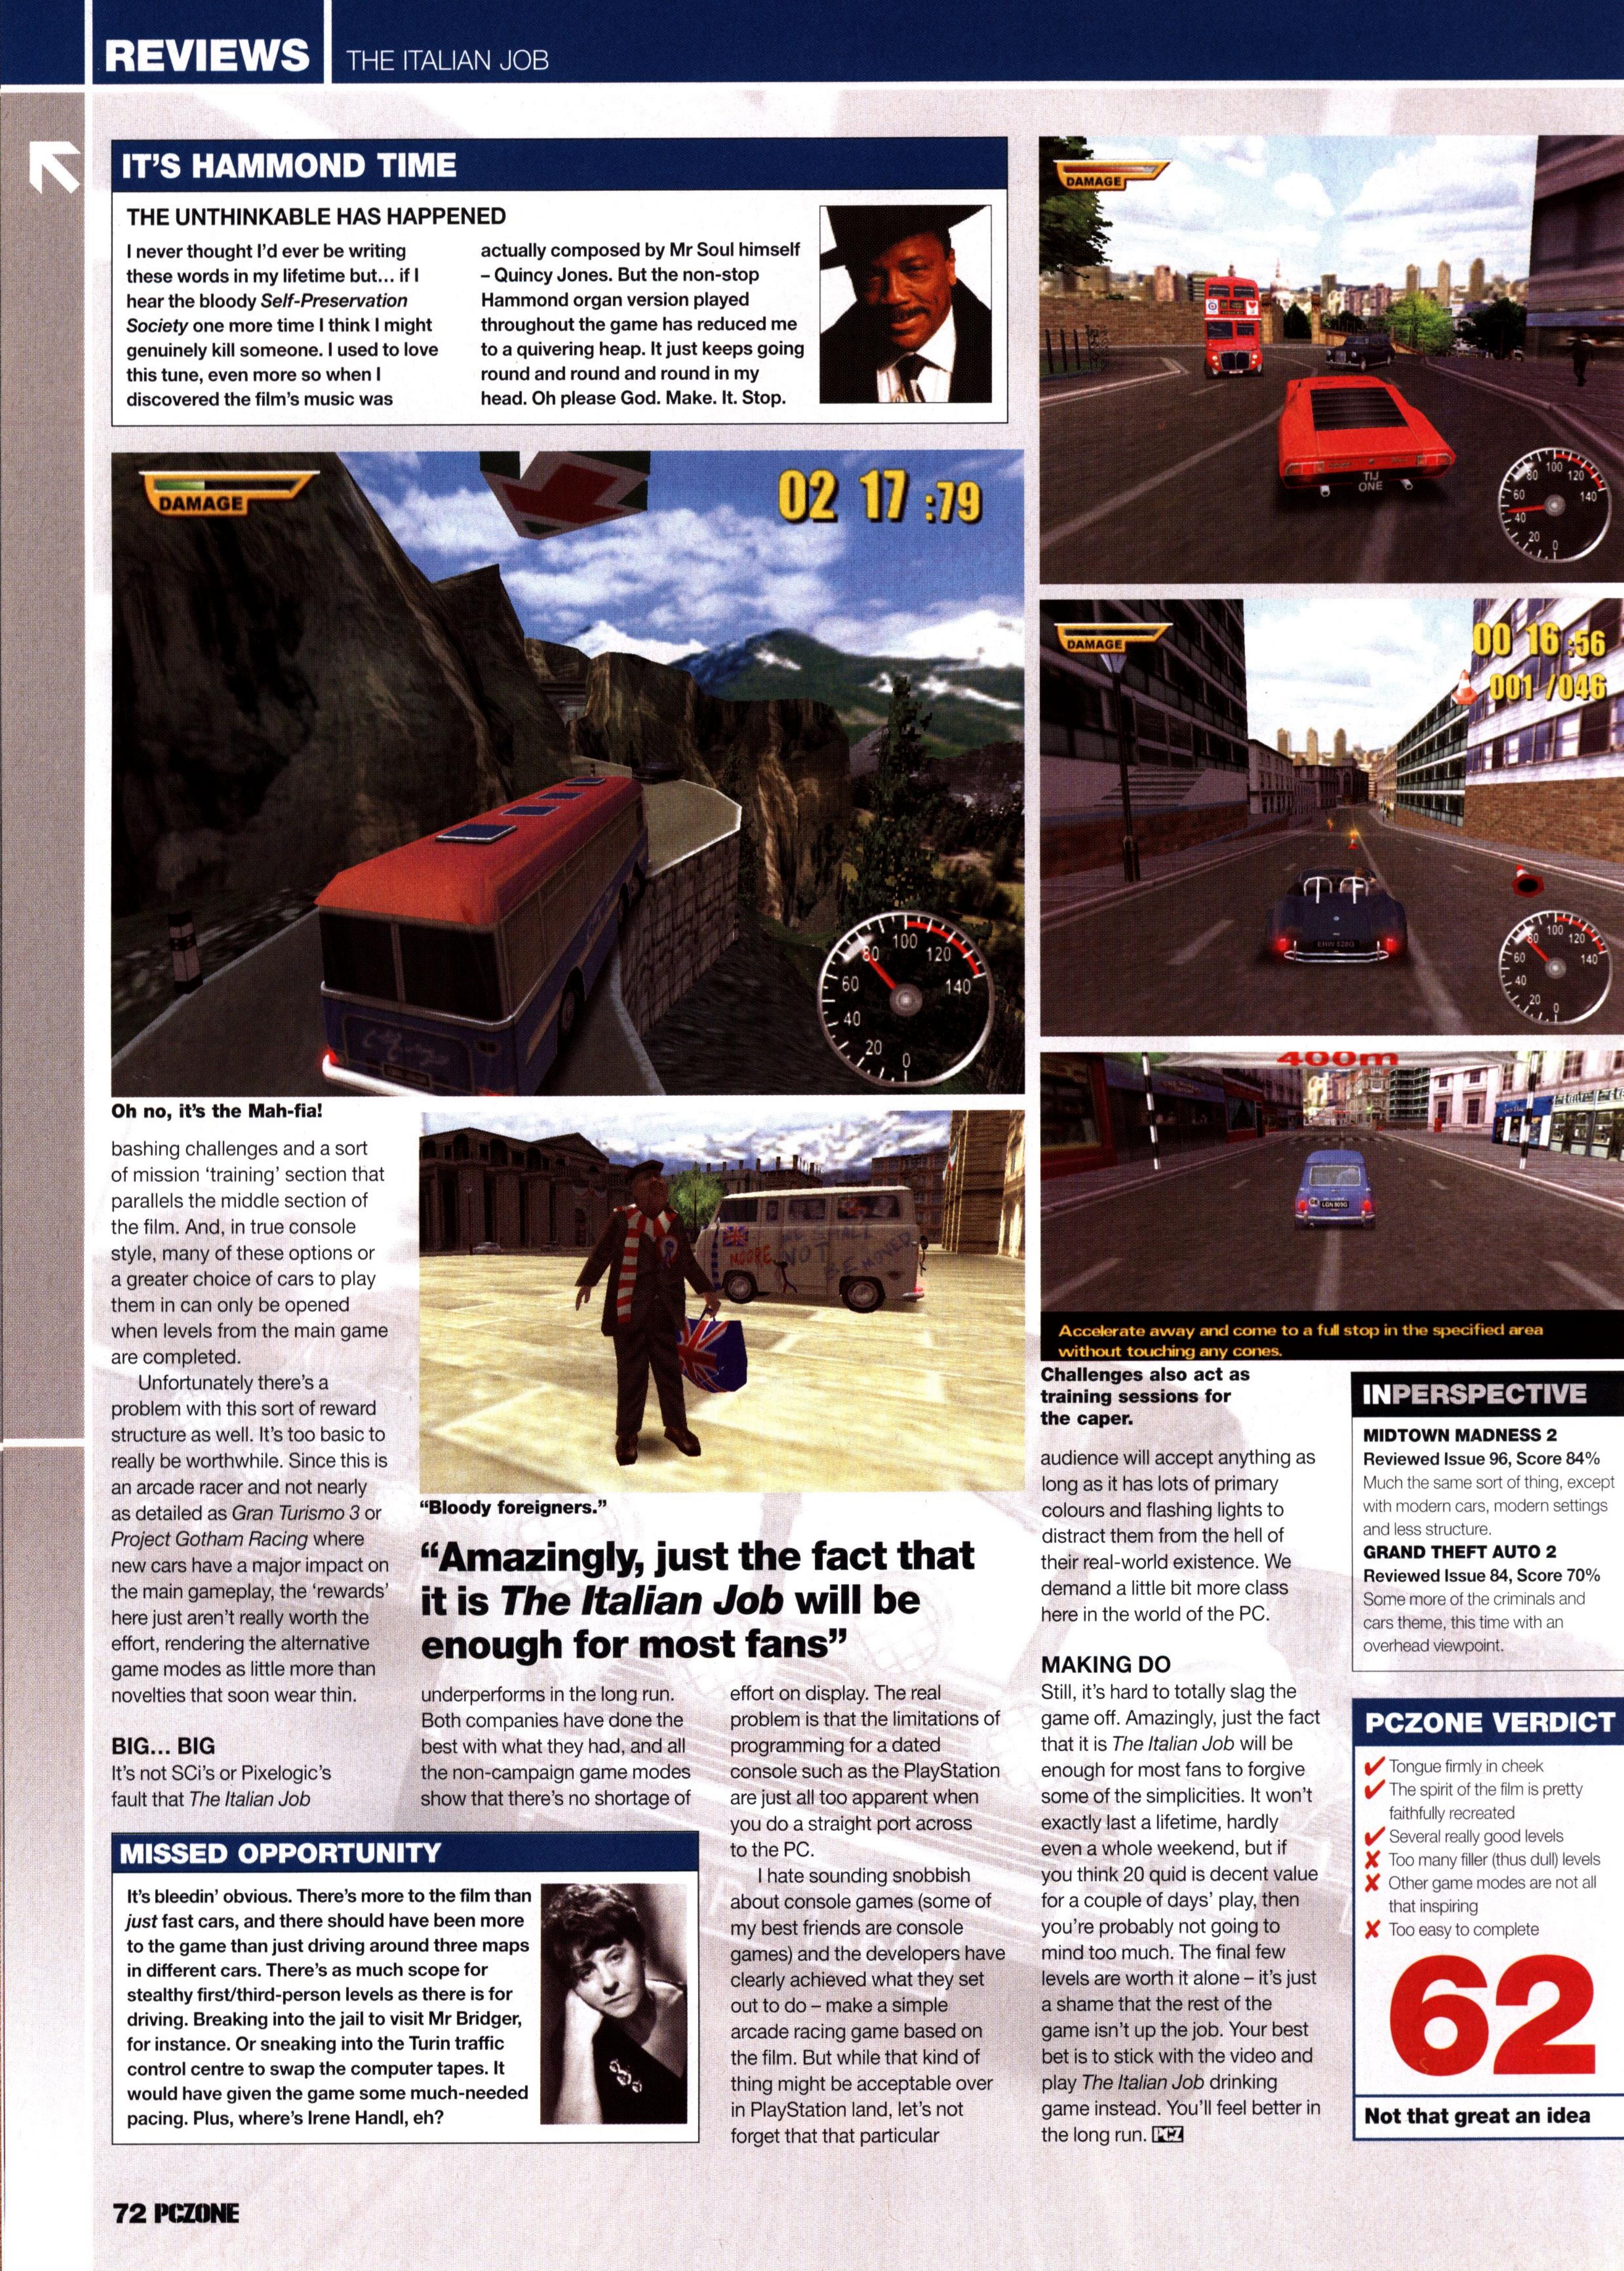 REVIEWS
THE ITALIAN JOB
IT'S HAMMOND TIME
THE UNTHINKABLE HAS HAPPENED
I never thought I'd ever be writing
these words in my lifetime but... if I
hear the bloody Self-Preservation
Society one more time I think I might
genuinely kill someone. I used to love
this tune, even more so when I
discovered the film's music was
actually composed by Mr Soul himself
– Quincy Jones. But the non-stop
Hammond organ version played
throughout the game has reduced me
to a quivering heap. It just keeps going
round and round and round in my
head. Oh please God. Make. It. Stop.
DAMAGE
02 17 :79
0 20 40 60 80 100 120 140
Oh no, it's the Mah-fia!
bashing challenges and a sort
of mission 'training' section that
parallels the middle section of
the film. And, in true console
style, many of these options or
a greater choice of cars to play
them in can only be opened
when levels from the main game
are completed.
Unfortunately there's a
problem with this sort of reward
structure as well. It's too basic to
really be worthwhile. Since this is
an arcade racer and not nearly
as detailed as Gran Turismo 3 or
Project Gotham Racing where
new cars have a major impact on
the main gameplay, the 'rewards'
here just aren't really worth the
effort, rendering the alternative
game modes as little more than
novelties that soon wear thin.
BIG... BIG
It's not SCi's or Pixelogic's
fault that The Italian Job
MOORE
WE SHALL
NOT
BE MOVED
"Bloody foreigners."
"Amazingly, just the fact that
it is The Italian Job will be
enough for most fans"
underperforms in the long run.
Both companies have done the
best with what they had, and all
the non-campaign game modes
show that there's no shortage of
effort on display. The real
problem is that the limitations of
programming for a dated
console such as the PlayStation
are just all too apparent when
you do a straight port across
to the PC.
I hate sounding snobbish
about console games (some of
my best friends are console
games) and the developers have
clearly achieved what they set
out to do – make a simple
arcade racing game based on
the film. But while that kind of
thing might be acceptable over
in PlayStation land, let's not
forget that that particular
MISSED OPPORTUNITY
It's bleedin' obvious. There's more to the film than
just fast cars, and there should have been more
to the game than just driving around three maps
in different cars. There's as much scope for
stealthy first/third-person levels as there is for
driving. Breaking into the jail to visit Mr Bridger,
for instance. Or sneaking into the Turin traffic
control centre to swap the computer tapes. It
would have given the game some much-needed
pacing. Plus, where's Irene Handl, eh?
DAMAGE
TIJ
ONE
0 20 40 60 80 100 120 140
DAMAGE
00 16 :56
001 /046
EHW 528G
0 20 40 60 80 100 120 140
400m
LGN 809G
Accelerate away and come to a full stop in the specified area
without touching any cones.
Challenges also act as
training sessions for
the caper.
audience will accept anything as
long as it has lots of primary
colours and flashing lights to
distract them from the hell of
their real-world existence. We
demand a little bit more class
here in the world of the PC.
MAKING DO
Still, it's hard to totally slag the
game off. Amazingly, just the fact
that it is The Italian Job will be
enough for most fans to forgive
some of the simplicities. It won't
exactly last a lifetime, hardly
even a whole weekend, but if
you think 20 quid is decent value
for a couple of days' play, then
you're probably not going to
mind too much. The final few
levels are worth it alone – it's just
a shame that the rest of the
game isn't up the job. Your best
bet is to stick with the video and
play The Italian Job drinking
game instead. You'll feel better in
the long run. PCZ
INPERSPECTIVE
MIDTOWN MADNESS 2
Reviewed Issue 96, Score 84%
Much the same sort of thing, except
with modern cars, modern settings
and less structure.
GRAND THEFT AUTO 2
Reviewed Issue 84, Score 70%
Some more of the criminals and
cars theme, this time with an
overhead viewpoint.
PCZONE VERDICT
✔ Tongue firmly in cheek
✔ The spirit of the film is pretty
faithfully recreated
✔ Several really good levels
✘ Too many filler (thus dull) levels
✘ Other game modes are not all
that inspiring
✘ Too easy to complete
62
Not that great an idea
72 PCZONE